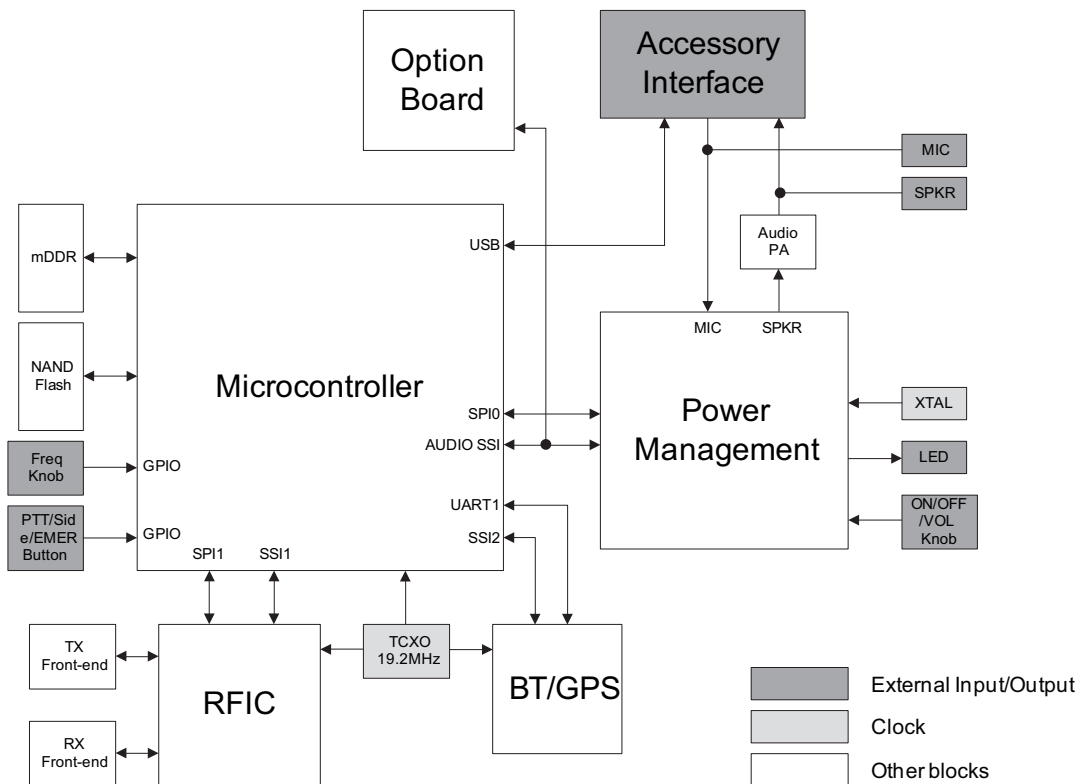 Option
Board
Accessory
Interface
MIC
SPKR
Audio
PA
mDDR
USB
MIC SPKR
NAND
Flash
Microcontroller
SPI0
Power
Management
XTAL
AUDIO SSI
LED
Freq
Knob
GPIO
UART1
ON/OFF
/VOL
Knob
PTT/Sid
e/EMER
Button
GPIO
SSI2
SPI1 SSI1
TX
Front-end
TCXO
19.2MHz
RFIC
BT/GPS
RX
Front-end
External Input/Output
Clock
Other blocks